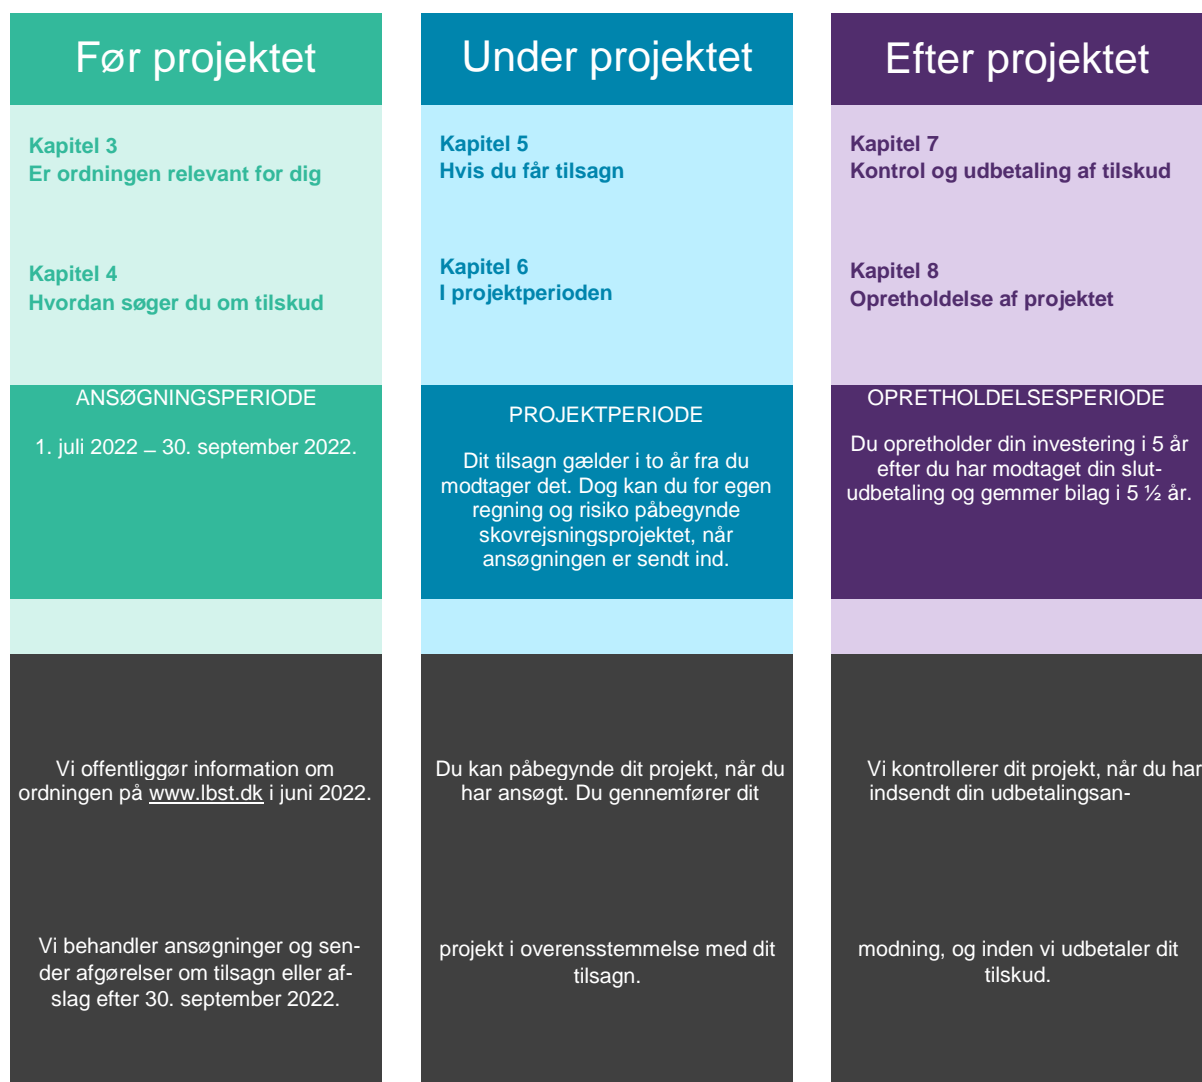 Før projektet
Kapitel 3
Er ordningen relevant for dig
Kapitel 4
Hvordan søger du om tilskud
ANSØGNINGSPERIODE
1. juli 2022 – 30. september 2022.
Vi offentliggør information om
ordningen på www.lbst.dk i juni 2022.
Vi behandler ansøgninger og sen-
der afgørelser om tilsagn eller af-
slag efter 30. september 2022.
Under projektet
Kapitel 5
Hvis du får tilsagn
Kapitel 6
I projektperioden
PROJEKTPERIODE
Dit tilsagn gælder i to år fra du
modtager det. Dog kan du for egen
regning og risiko påbegynde
skovrejsningsprojektet, når
ansøgningen er sendt ind.
Du kan påbegynde dit projekt, når du
har ansøgt. Du gennemfører dit
projekt i overensstemmelse med dit
tilsagn.
Efter projektet
Kapitel 7
Kontrol og udbetaling af tilskud
Kapitel 8
Opretholdelse af projektet
OPRETHOLDELSESPERIODE
Du opretholder din investering i 5 år
efter du har modtaget din slut-
udbetaling og gemmer bilag i 5 ½ år.
Vi kontrollerer dit projekt, når du har
indsendt din udbetalingsan-
modning, og inden vi udbetaler dit
tilskud.